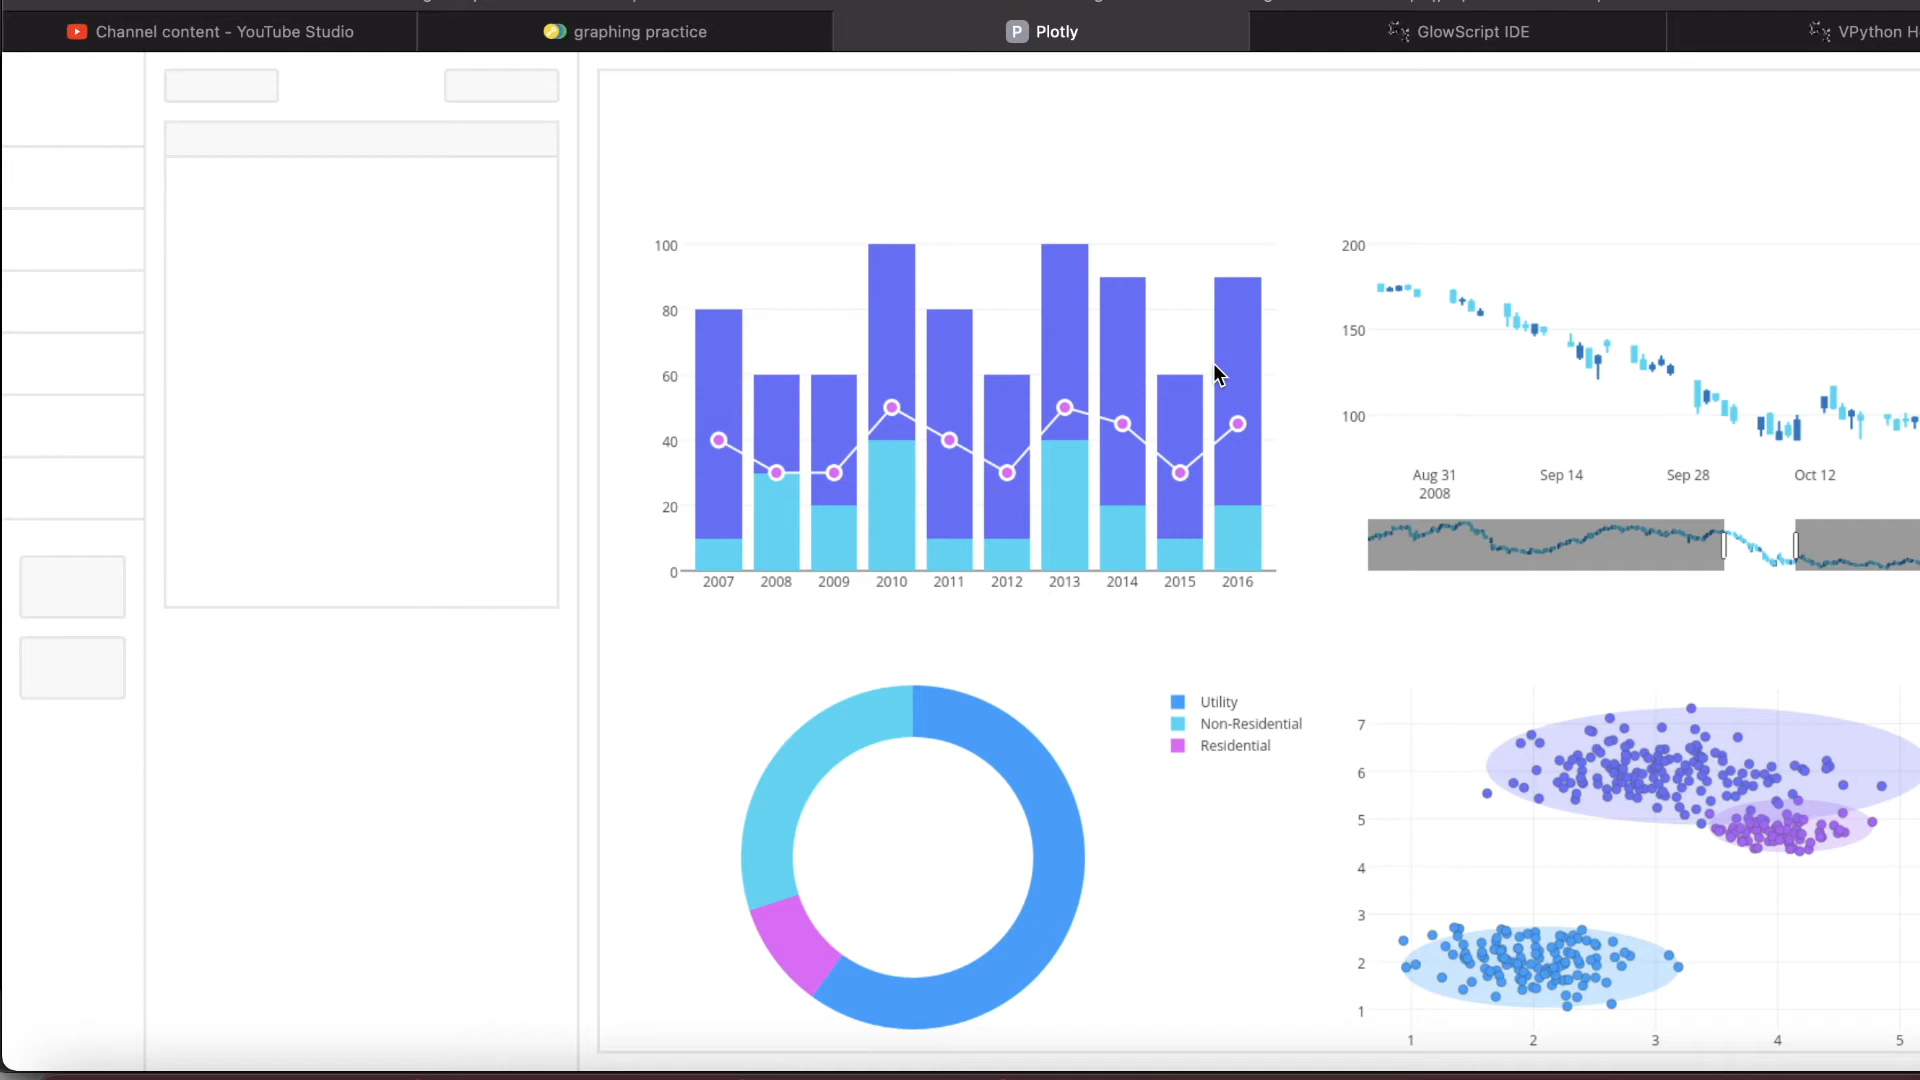 Channel content - YouTube Studio
graphing practice
P Plotly
GlowScript IDE
VPython H
100
80
60
40
20
0
2007 2008 2009 2010 2011 2012 2013 2014 2015 2016
200
150
100
Aug 31 Sep 14 Sep 28 Oct 12
2008
Utility
Non-Residential
Residential
7
6
5
4
3
2
1
1 2 3 4 5